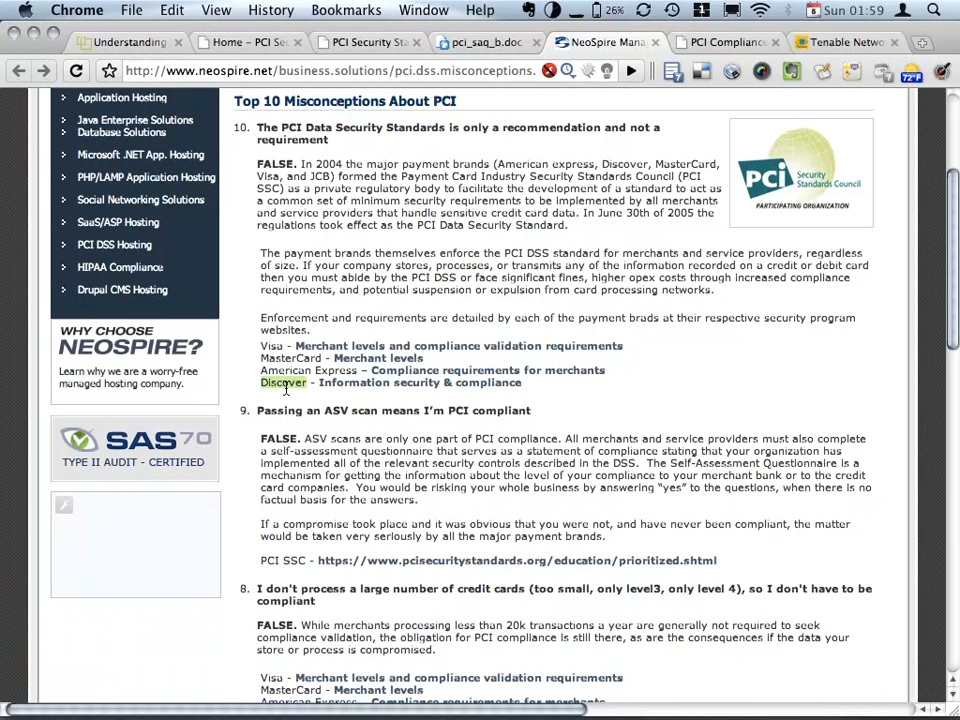 Chrome File Edit View History Bookmarks Window Help 26% Sun 01:59
Understanding Home – PCI Sec PCI Security Sta pci_saq_b.doc NeoSpire Mana PCI Compliance Tenable Netwo
http://www.neospire.net/business.solutions/pci.dss.misconceptions. 72°F
Application Hosting
Java Enterprise Solutions
Database Solutions
Microsoft .NET App. Hosting
PHP/LAMP Application Hosting
Social Networking Solutions
SaaS/ASP Hosting
PCI DSS Hosting
HIPAA Compliance
Drupal CMS Hosting
WHY CHOOSE
NEOSPIRE?
Learn why we are a worry-free
managed hosting company.
SAS 70
TYPE II AUDIT - CERTIFIED
Top 10 Misconceptions About PCI
10. The PCI Data Security Standards is only a recommendation and not a
requirement
FALSE. In 2004 the major payment brands (American express, Discover, MasterCard,
Visa, and JCB) formed the Payment Card Industry Security Standards Council (PCI
SSC) as a private regulatory body to facilitate the development of a standard to act as
a common set of minimum security requirements to be implemented by all merchants
and service providers that handle sensitive credit card data. In June 30th of 2005 the
regulations took effect as the PCI Data Security Standard.
PCI Security
Standards Council
PARTICIPATING ORGANIZATION
The payment brands themselves enforce the PCI DSS standard for merchants and service providers, regardless
of size. If your company stores, processes, or transmits any of the information recorded on a credit or debit card
then you must abide by the PCI DSS or face significant fines, higher opex costs through increased compliance
requirements, and potential suspension or expulsion from card processing networks.
Enforcement and requirements are detailed by each of the payment brads at their respective security program
websites.
Visa - Merchant levels and compliance validation requirements
MasterCard - Merchant levels
American Express – Compliance requirements for merchants
Discover - Information security & compliance
9. Passing an ASV scan means I'm PCI compliant
FALSE. ASV scans are only one part of PCI compliance. All merchants and service providers must also complete
a self-assessment questionnaire that serves as a statement of compliance stating that your organization has
implemented all of the relevant security controls described in the DSS. The Self-Assessment Questionnaire is a
mechanism for getting the information about the level of your compliance to your merchant bank or to the credit
card companies. You would be risking your whole business by answering “yes” to the questions, when there is no
factual basis for the answers.
If a compromise took place and it was obvious that you were not, and have never been compliant, the matter
would be taken very seriously by all the major payment brands.
PCI SSC - https://www.pcisecuritystandards.org/education/prioritized.shtml
8. I don't process a large number of credit cards (too small, only level3, only level 4), so I don't have to be
compliant
FALSE. While merchants processing less than 20k transactions a year are generally not required to seek
compliance validation, the obligation for PCI compliance is still there, as are the consequences if the data your
store or process is compromised.
Visa - Merchant levels and compliance validation requirements
MasterCard - Merchant levels
American Express - Compliance requirements for merchants